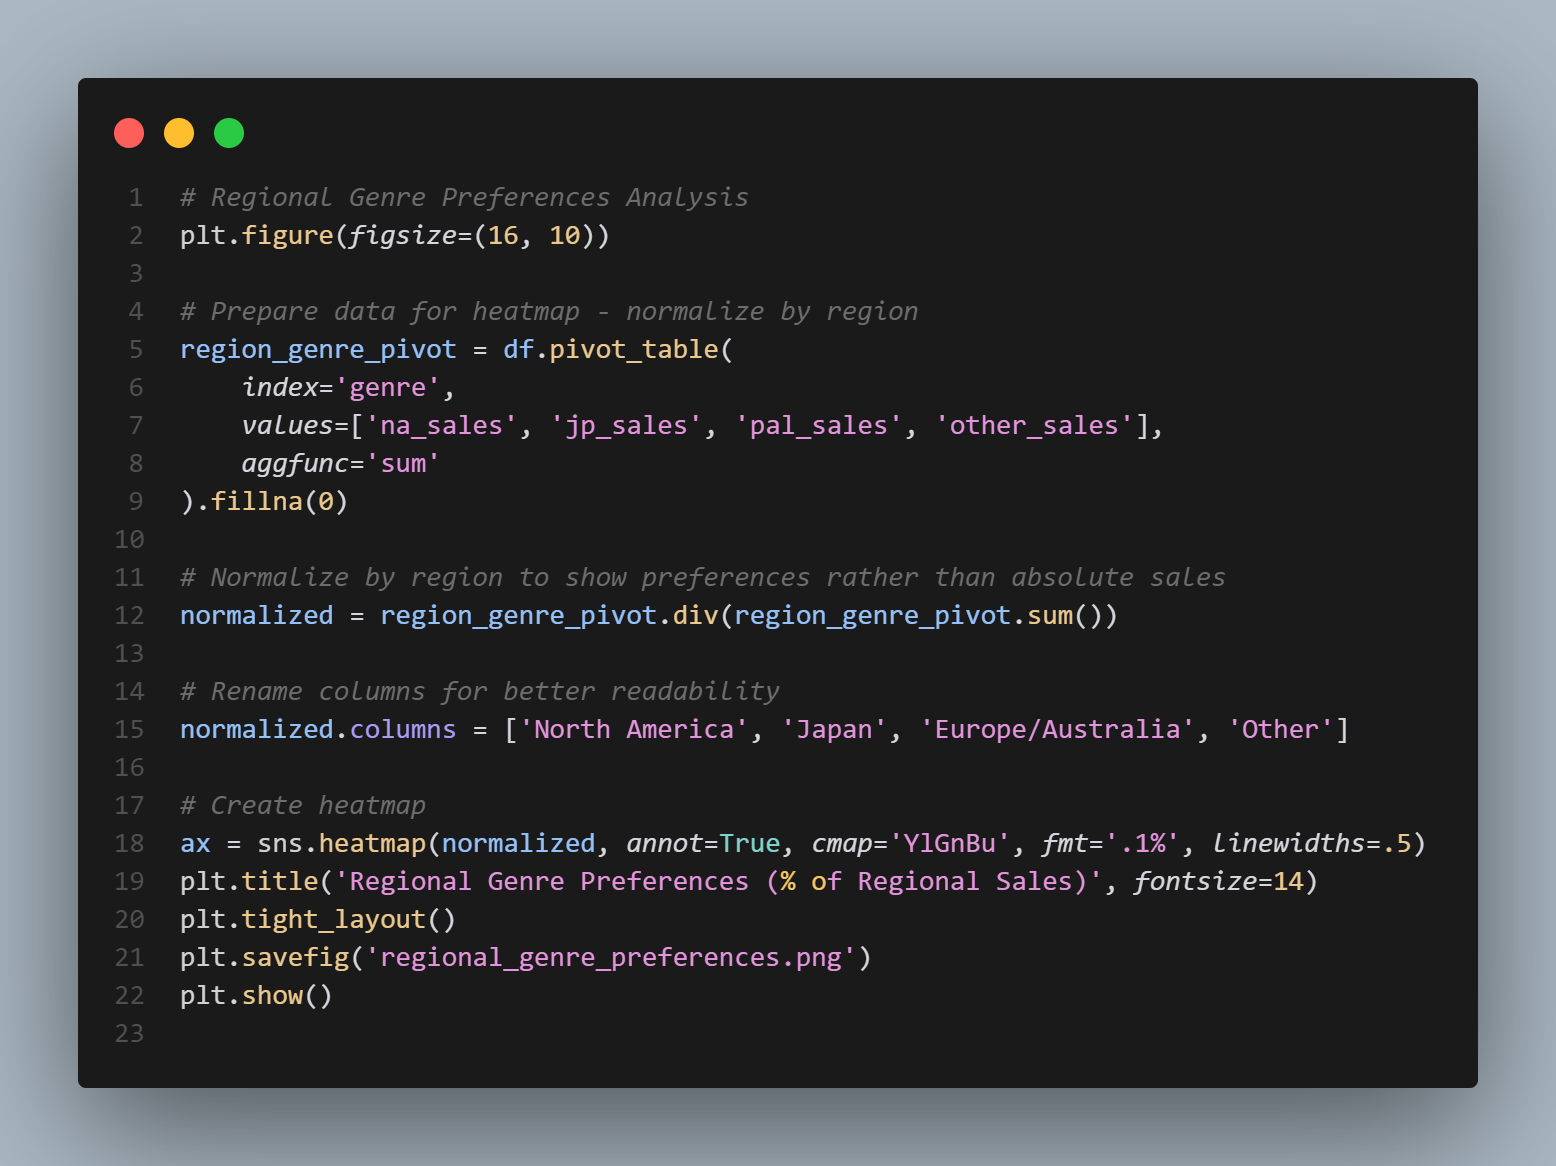 1 # Regional Genre Preferences Analysis
2 plt.figure(figsize=(16, 10))
3
4 # Prepare data for heatmap - normalize by region
5 region_genre_pivot = df.pivot_table(
6     index='genre',
7     values=['na_sales', 'jp_sales', 'pal_sales', 'other_sales'],
8     aggfunc='sum'
9 ).fillna(0)
10
11 # Normalize by region to show preferences rather than absolute sales
12 normalized = region_genre_pivot.div(region_genre_pivot.sum())
13
14 # Rename columns for better readability
15 normalized.columns = ['North America', 'Japan', 'Europe/Australia', 'Other']
16
17 # Create heatmap
18 ax = sns.heatmap(normalized, annot=True, cmap='YlGnBu', fmt='.1%', linewidths=.5)
19 plt.title('Regional Genre Preferences (% of Regional Sales)', fontsize=14)
20 plt.tight_layout()
21 plt.savefig('regional_genre_preferences.png')
22 plt.show()
23